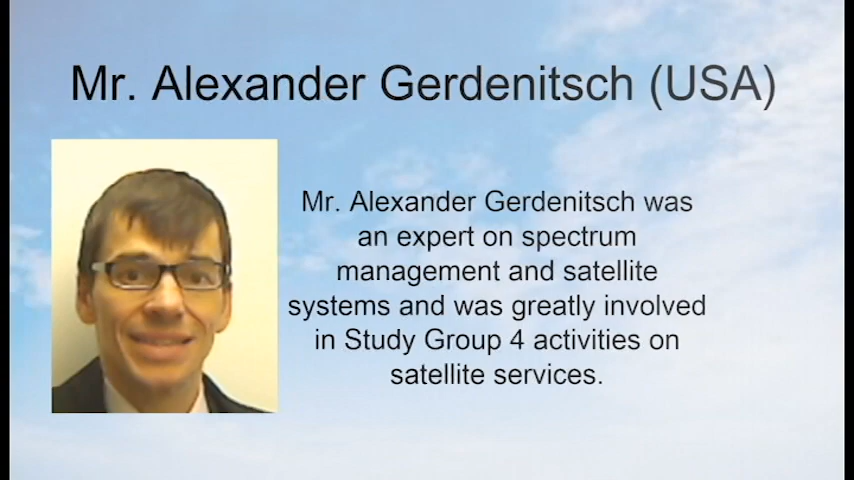 Mr. Alexander Gerdenitsch (USA)
Mr. Alexander Gerdenitsch was
an expert on spectrum
management and satellite
systems and was greatly involved
in Study Group 4 activities on
satellite services.